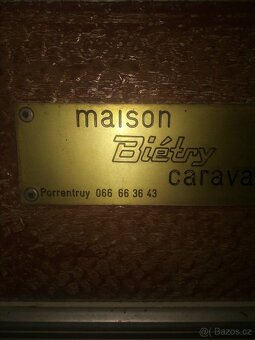 maison
Biétry
carava
Porrentruy 066 66 36 43
Bazos.cz